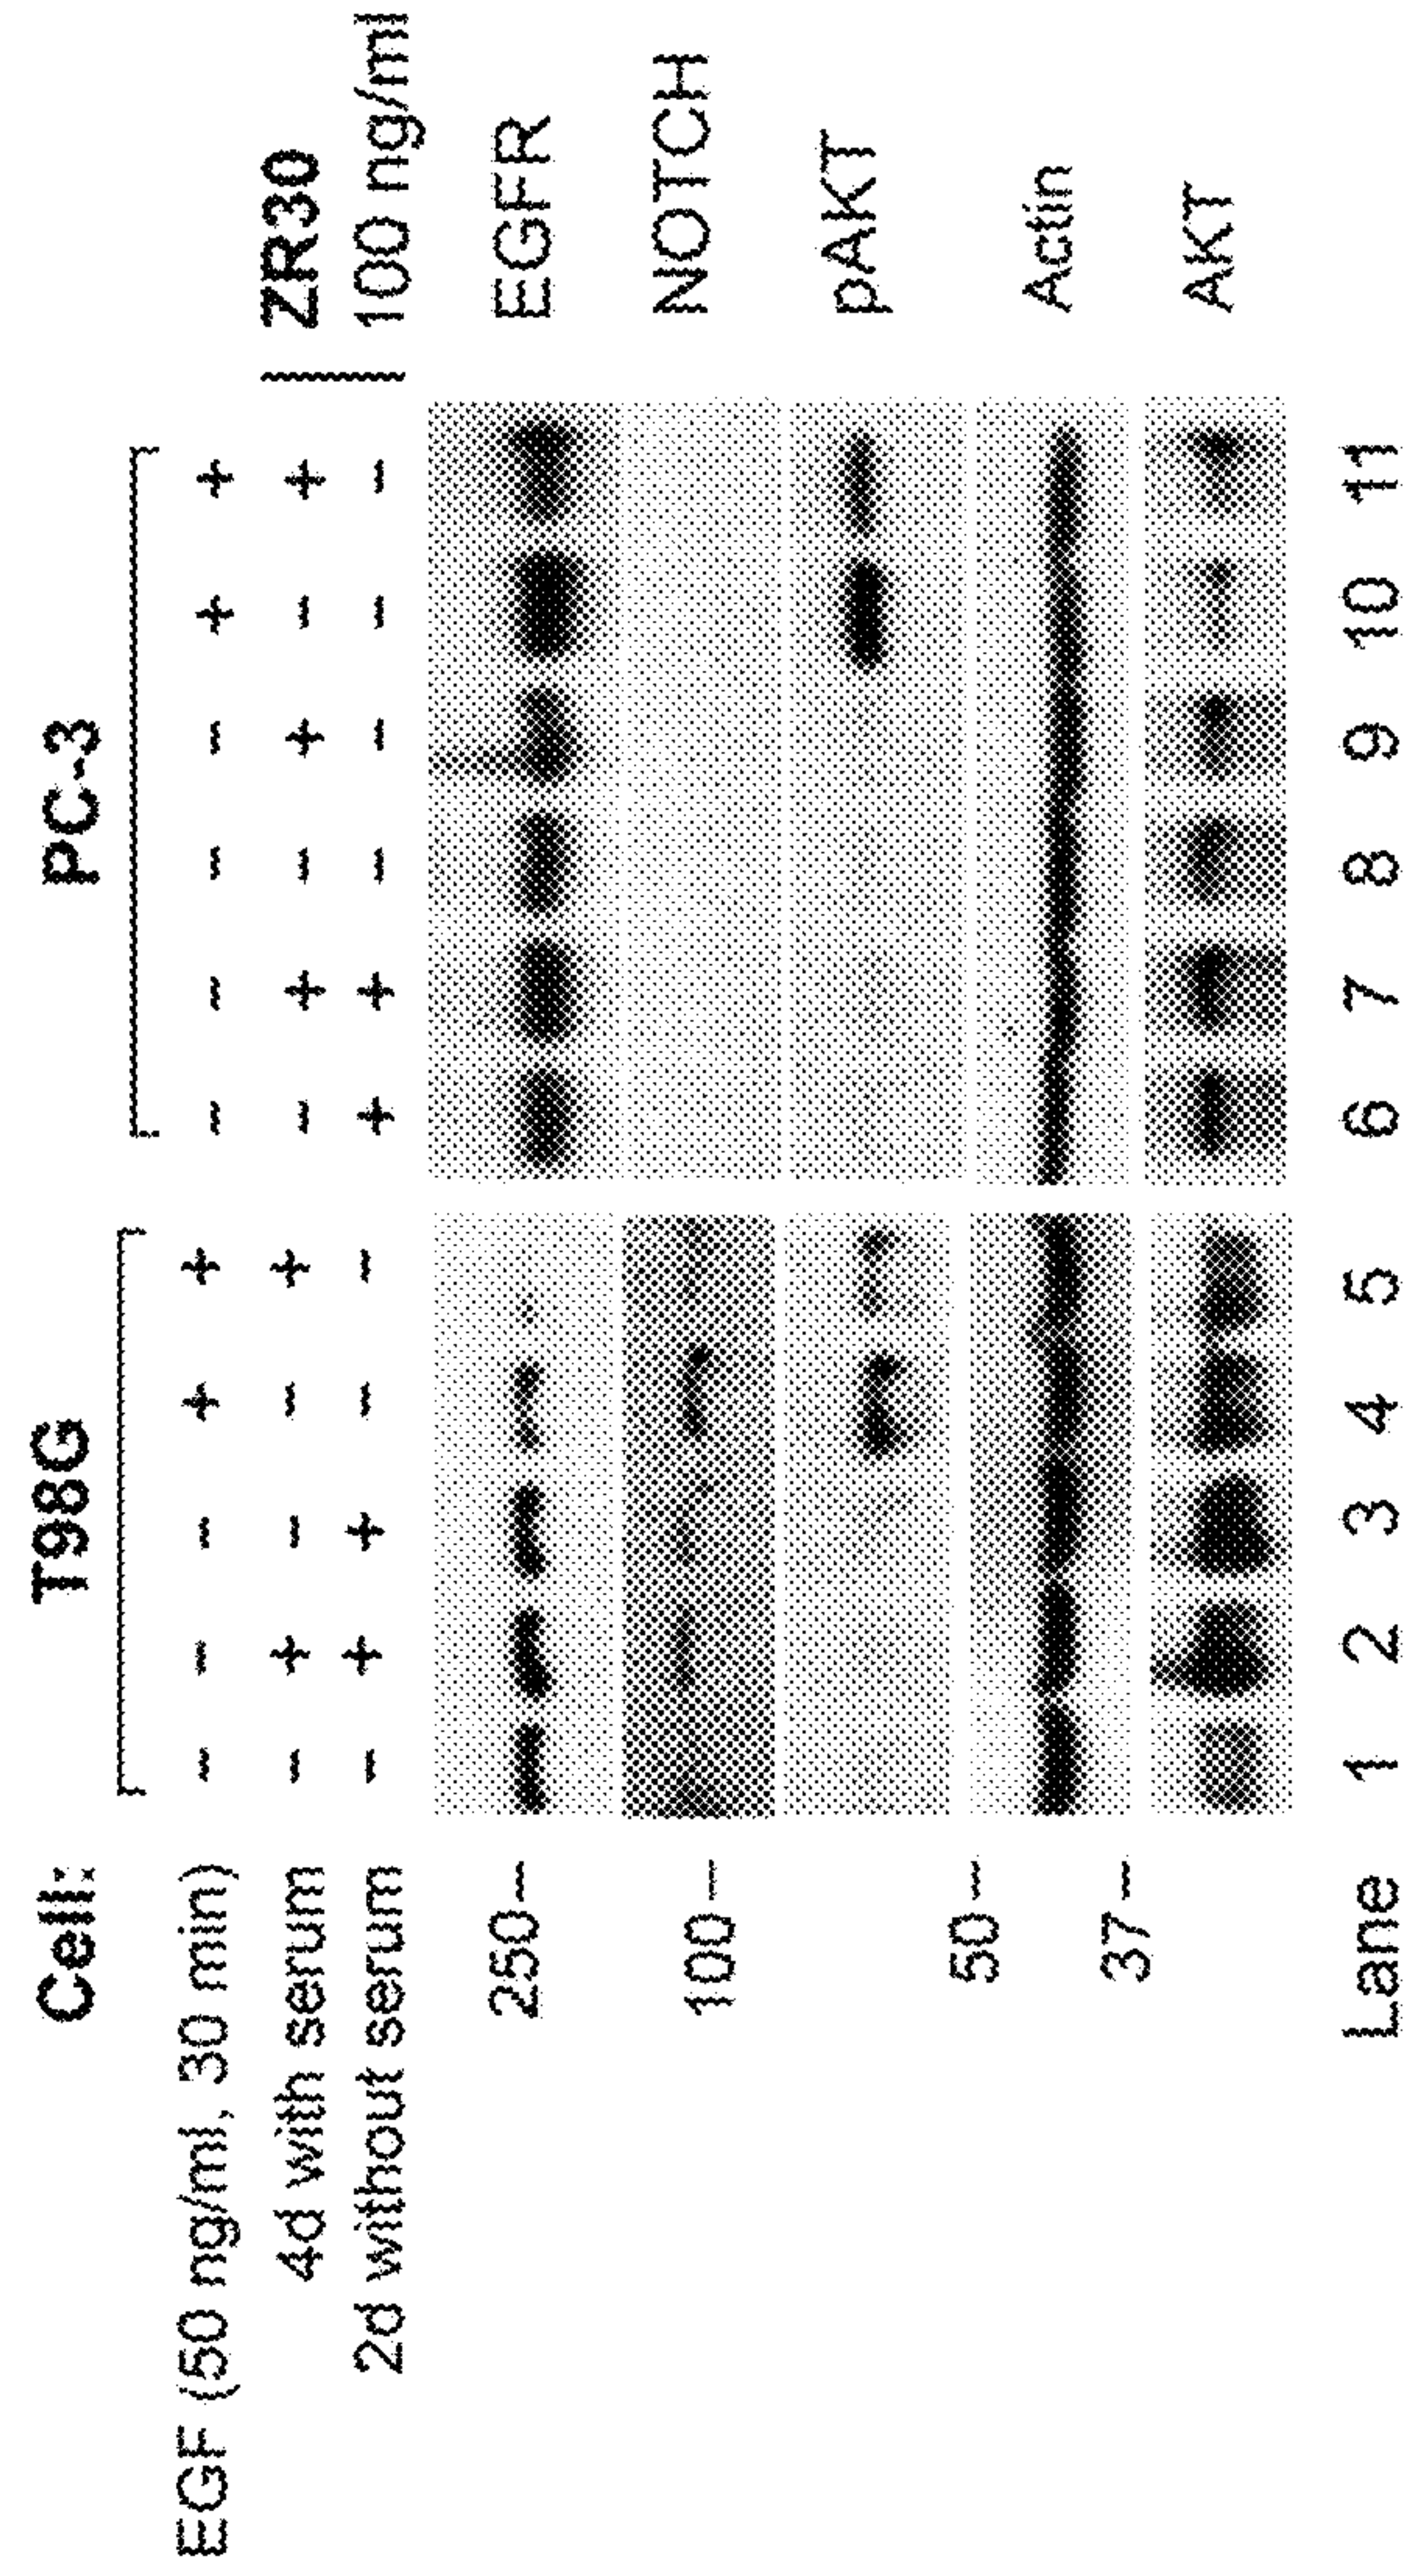 Cell: T98G PC-3
EGF (50 ng/ml, 30 min) - - - + + - - - - + +
4d with serum - + - - + - + - + - + ZR30
2d without serum - + + - - + + - - - - 100 ng/ml
250– EGFR
100– NOTCH
pAKT
50– Actin
37– AKT
Lane 1 2 3 4 5 6 7 8 9 10 11